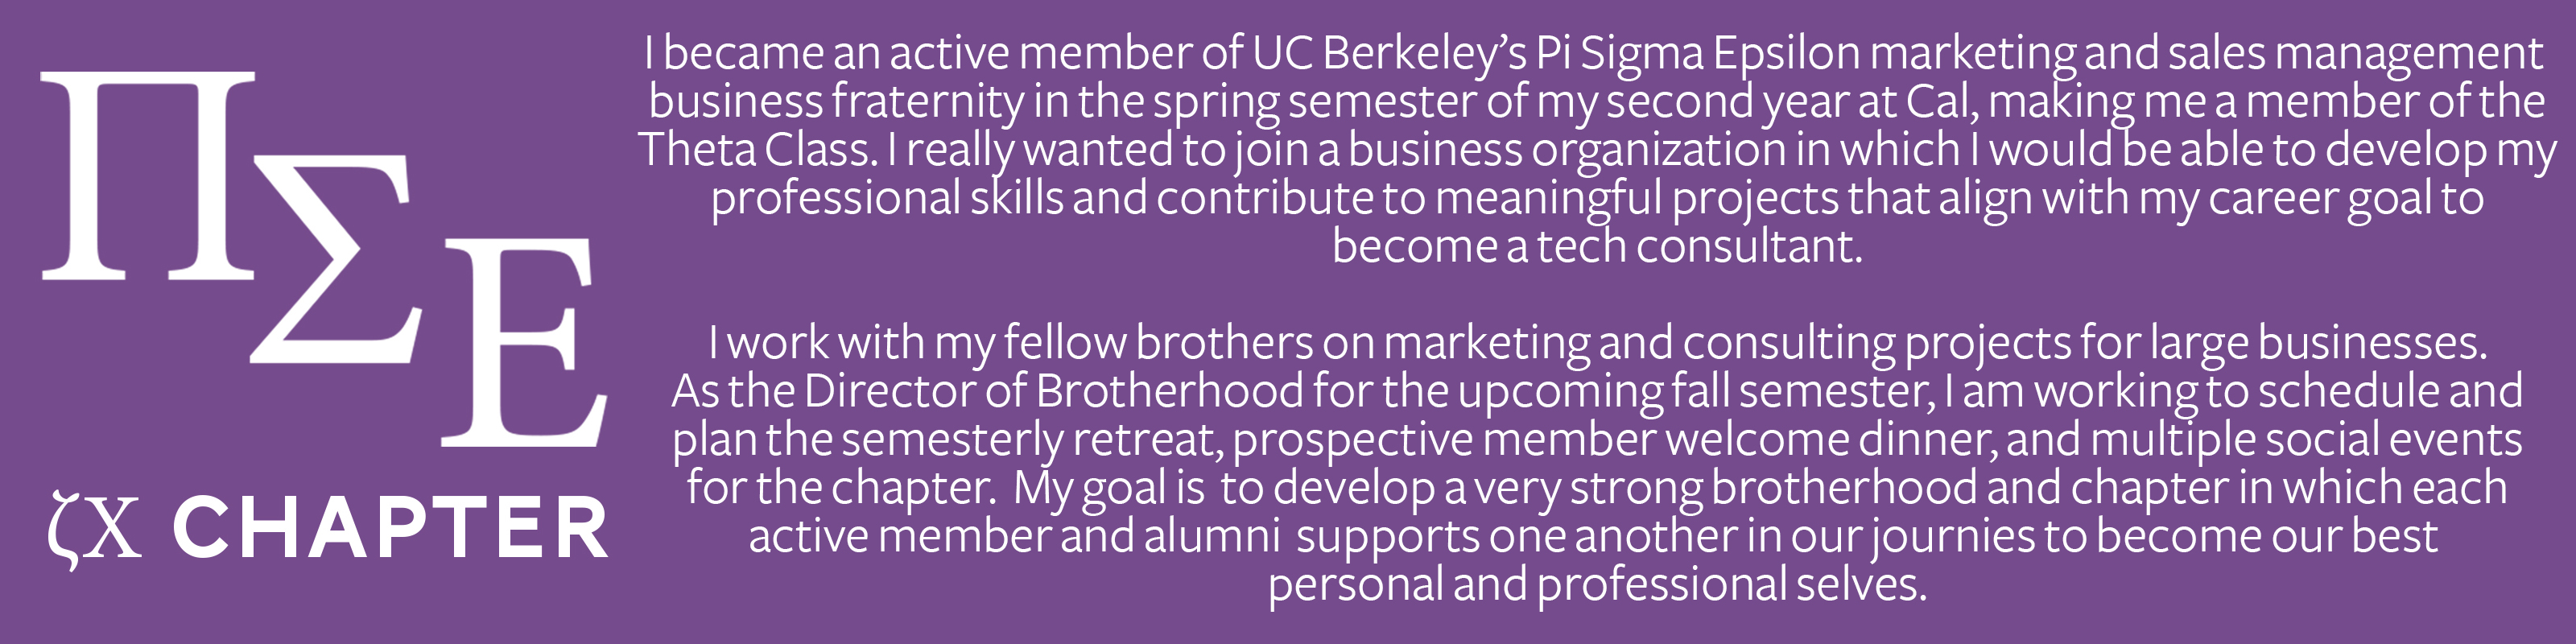 ΠΣΕ
ζχ CHAPTER
I became an active member of UC Berkeley’s Pi Sigma Epsilon marketing and sales management
business fraternity in the spring semester of my second year at Cal, making me a member of the
Theta Class. I really wanted to join a business organization in which I would be able to develop my
professional skills and contribute to meaningful projects that align with my career goal to
become a tech consultant.
I work with my fellow brothers on marketing and consulting projects for large businesses.
As the Director of Brotherhood for the upcoming fall semester, I am working to schedule and
plan the semesterly retreat, prospective member welcome dinner, and multiple social events
for the chapter.  My goal is  to develop a very strong brotherhood and chapter in which each
active member and alumni  supports one another in our journies to become our best
personal and professional selves.